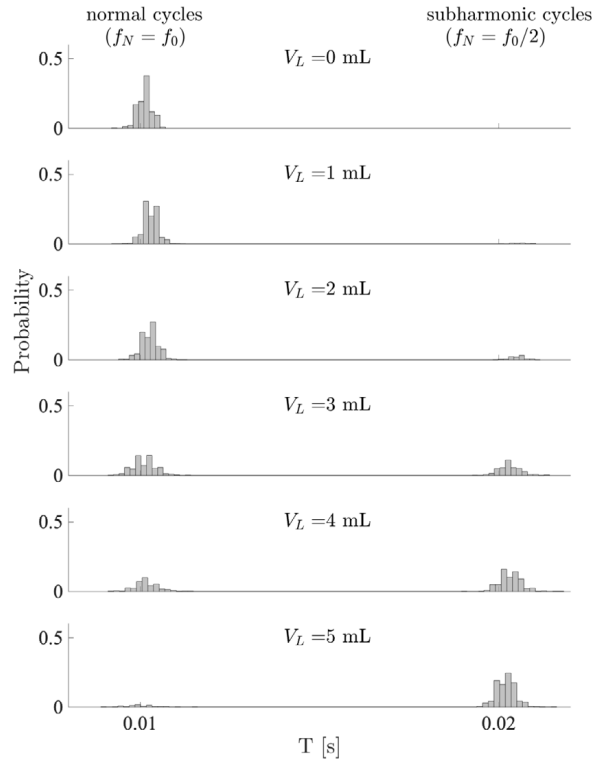 normal cycles subharmonic cycles
(f_N = f_0) (f_N = f_0/2)
V_L =0 mL
0.5
0
V_L =1 mL
0.5
0
V_L =2 mL
0.5
0
Probability
V_L =3 mL
0.5
0
V_L =4 mL
0.5
0
V_L =5 mL
0.5
0
0.01 0.02
T [s]